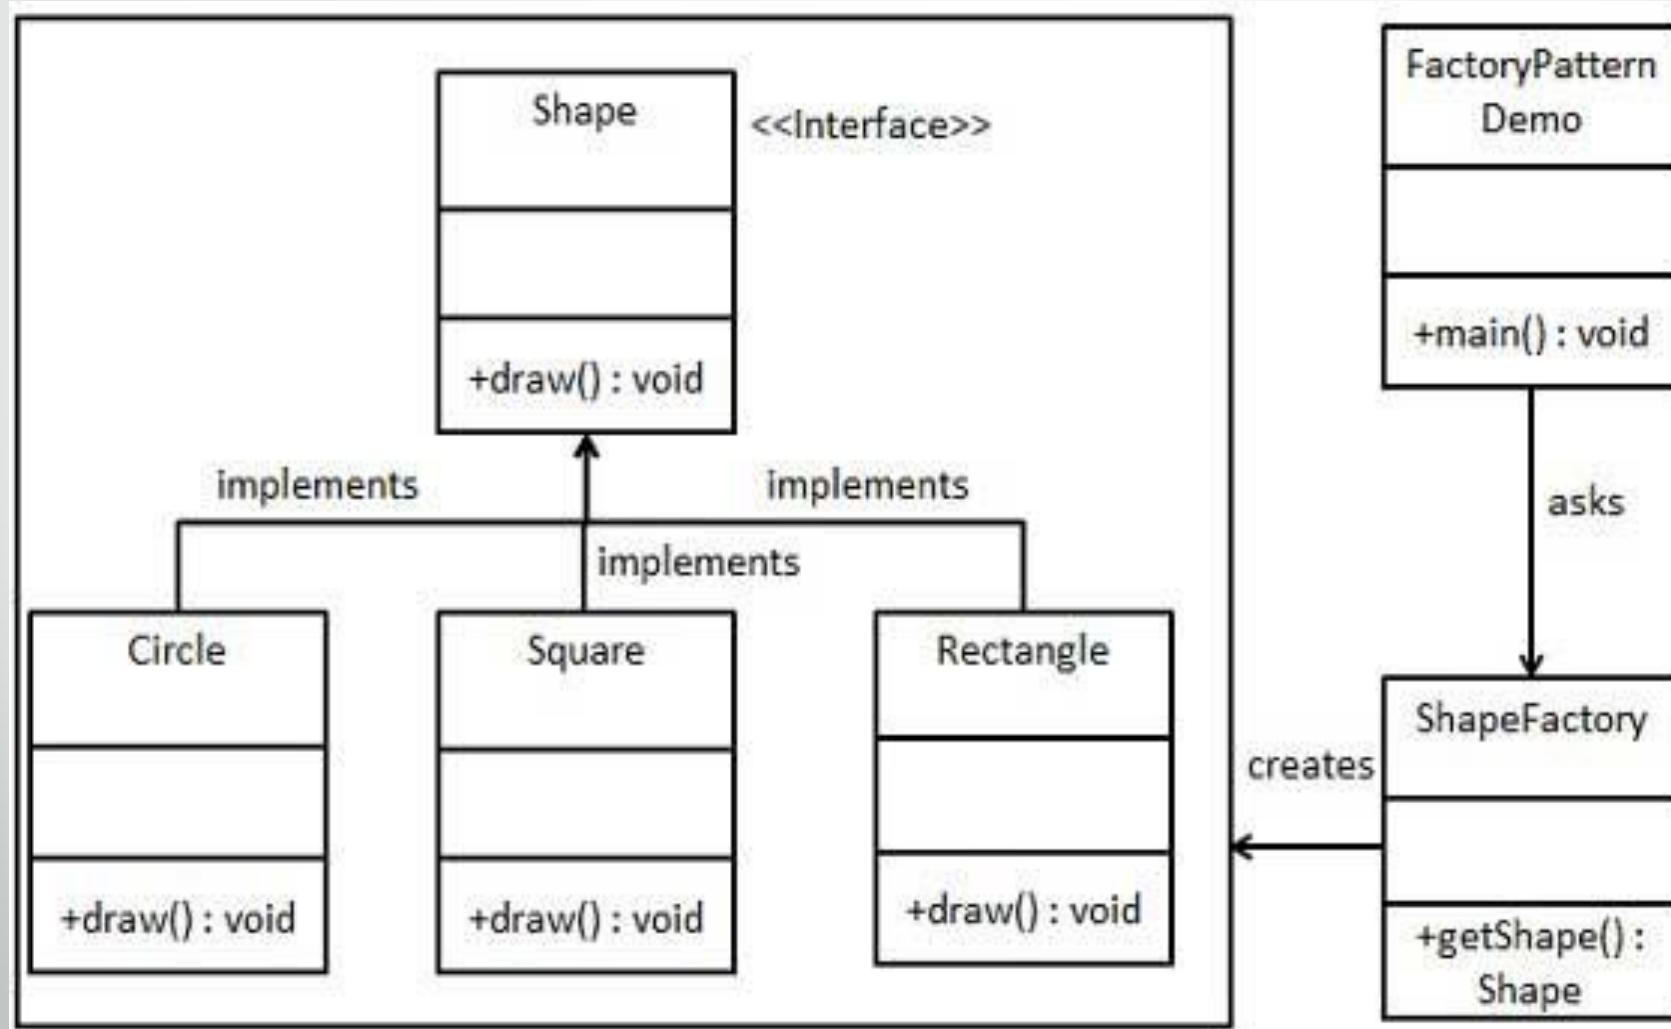 Shape
<<Interface>>
+draw() : void
implements
implements
implements
Circle
+draw() : void
Square
+draw() : void
Rectangle
+draw() : void
FactoryPattern
Demo
+main() : void
asks
ShapeFactory
creates
+getShape() :
Shape